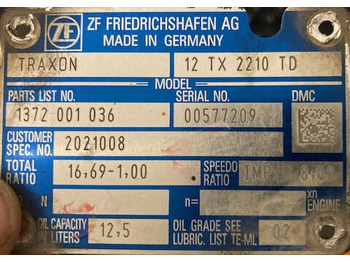 ZF FRIEDRICHSHAFEN AG
MADE IN GERMANY
TRAXON 12 TX 2210 TD
MODEL
PARTS LIST NO. SERIAL NO. DMC
1372 001 036 00577209
CUSTOMER SPEC. NO. 2021008
TOTAL RATIO 16,69-1,00 SPEEDO RATIO
N n= xn ENGINE
OIL CAPACITY LITERS 12,5 OIL GRADE SEE LUBRIC. LIST TE-ML 02